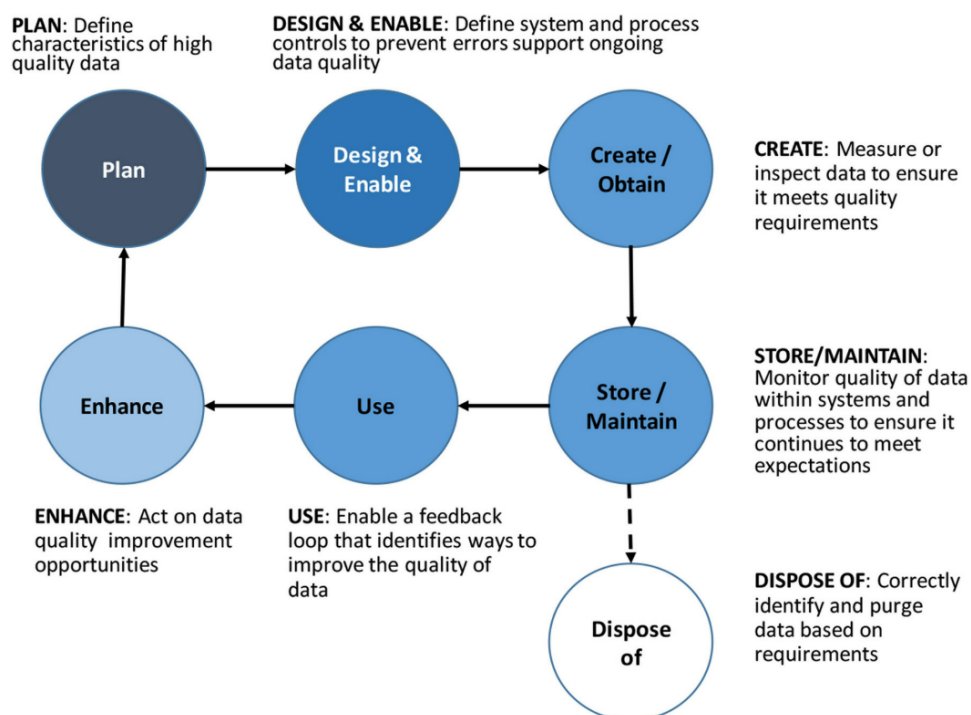 PLAN: Define
characteristics of high
quality data
DESIGN & ENABLE: Define system and process
controls to prevent errors support ongoing
data quality
Plan
Design &
Enable
Create /
Obtain
CREATE: Measure or
inspect data to ensure
it meets quality
requirements
Enhance
Use
Store /
Maintain
STORE/MAINTAIN:
Monitor quality of data
within systems and
processes to ensure it
continues to meet
expectations
ENHANCE: Act on data
quality improvement
opportunities
USE: Enable a feedback
loop that identifies ways to
improve the quality of
data
Dispose
of
DISPOSE OF: Correctly
identify and purge
data based on
requirements